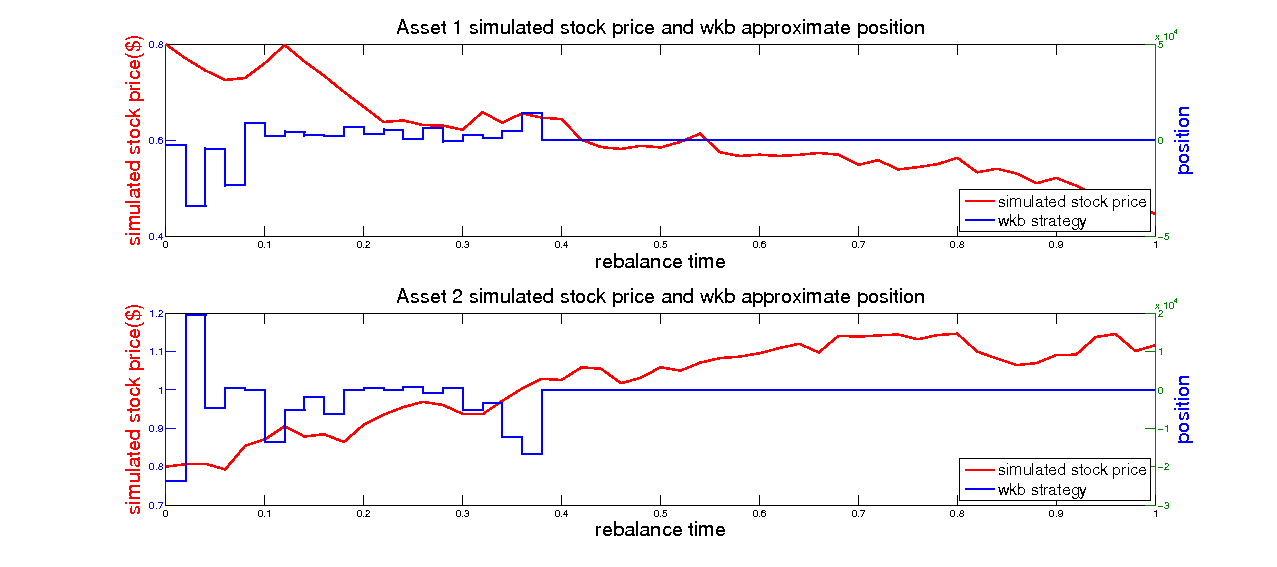 Asset 1 simulated stock price and wkb approximate position
x 10^4
0.8
0.6
0.4
5
0
-5
simulated stock price($)
position
simulated stock price
wkb strategy
0 0.1 0.2 0.3 0.4 0.5 0.6 0.7 0.8 0.9 1
rebalance time
Asset 2 simulated stock price and wkb approximate position
x 10^4
1.2
1.1
1
0.9
0.8
0.7
2
1
0
-1
-2
-3
simulated stock price($)
position
simulated stock price
wkb strategy
0 0.1 0.2 0.3 0.4 0.5 0.6 0.7 0.8 0.9 1
rebalance time